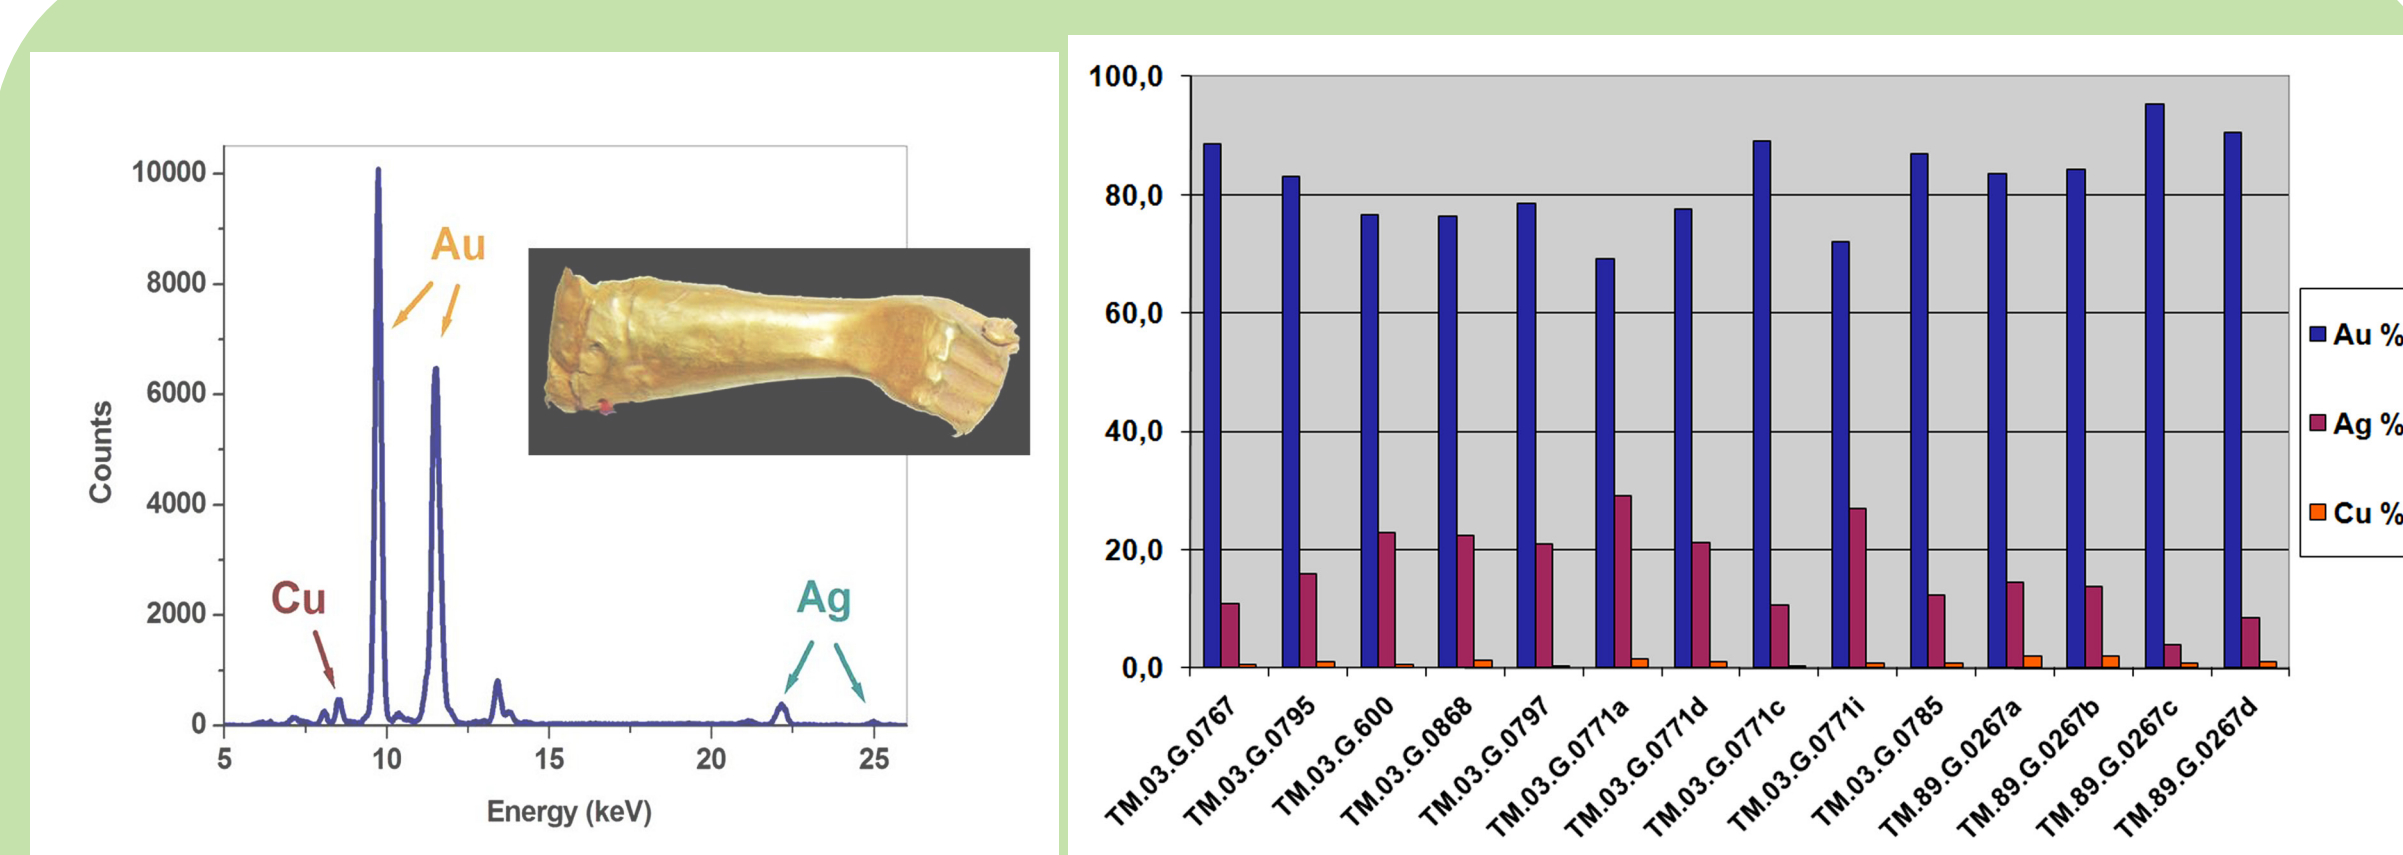 10000
8000
6000
4000
2000
0
Counts
Au
Cu
Ag
5
10
15
20
25
Energy (keV)
100,0
80,0
60,0
40,0
20,0
0,0
TM.03.G.0767
TM.03.G.0795
TM.03.G.600
TM.03.G.0868
TM.03.G.0797
TM.03.G.0771a
TM.03.G.0771d
TM.03.G.0771c
TM.03.G.0771i
TM.03.G.0785
TM.89.G.0267a
TM.89.G.0267b
TM.89.G.0267c
TM.89.G.0267d
Au %
Ag %
Cu %